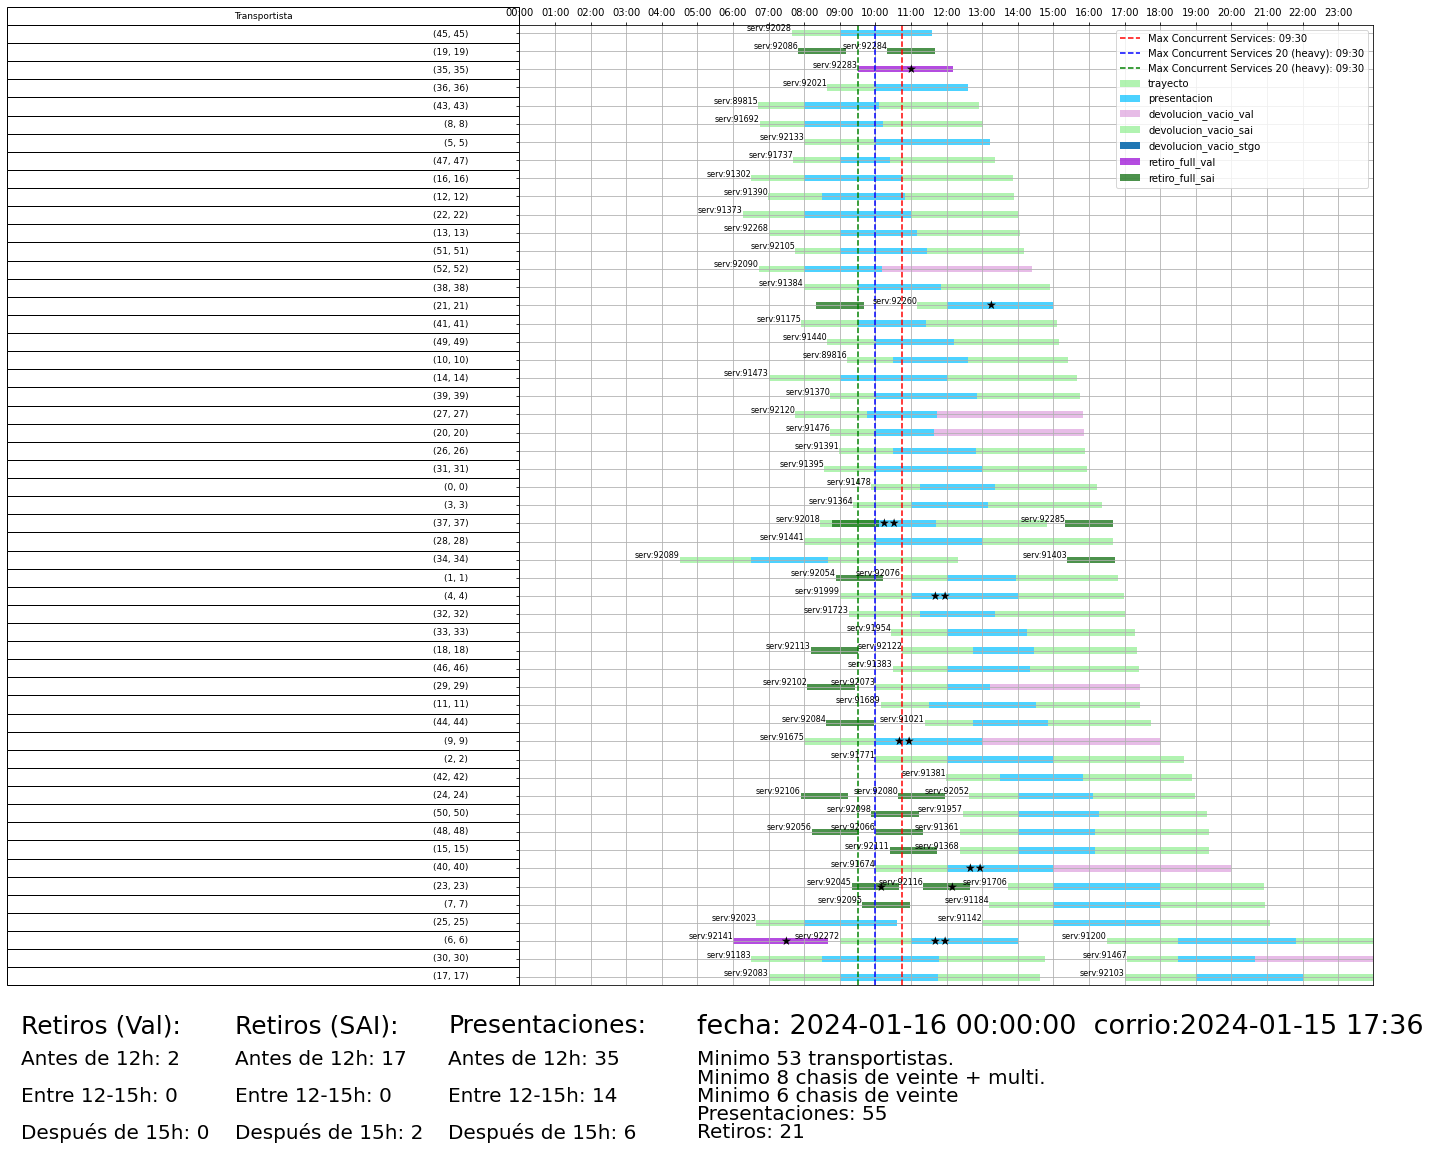 Transportista
00:00 01:00 02:00 03:00 04:00 05:00 06:00 07:00 08:00 09:00 10:00 11:00 12:00 13:00 14:00 15:00 16:00 17:00 18:00 19:00 20:00 21:00 22:00 23:00
(45, 45) serv:92028
(19, 19) serv:92086 serv:92284
(35, 35) serv:92283
(36, 36) serv:92021
(43, 43) serv:89815
(8, 8) serv:91692
(5, 5) serv:92133
(47, 47) serv:91737
(16, 16) serv:91302
(12, 12) serv:91390
(22, 22) serv:91373
(13, 13) serv:92268
(51, 51) serv:92105
(52, 52) serv:92090
(38, 38) serv:91384
(21, 21) serv:92260
(41, 41) serv:91175
(49, 49) serv:91440
(10, 10) serv:89816
(14, 14) serv:91473
(39, 39) serv:91370
(27, 27) serv:92120
(20, 20) serv:91476
(26, 26) serv:91391
(31, 31) serv:91395
(0, 0) serv:91478
(3, 3) serv:91364
(37, 37) serv:92018 serv:92285
(28, 28) serv:91441
(34, 34) serv:92089 serv:91403
(1, 1) serv:92054 serv:92076
(4, 4) serv:91999
(32, 32) serv:91723
(33, 33) serv:91954
(18, 18) serv:92113 serv:92122
(46, 46) serv:91383
(29, 29) serv:92102 serv:92073
(11, 11) serv:91689
(44, 44) serv:92084 serv:91021
(9, 9) serv:91675
(2, 2) serv:91771
(42, 42) serv:91381
(24, 24) serv:92106 serv:92080 serv:92052
(50, 50) serv:92098 serv:91957
(48, 48) serv:92056 serv:92066 serv:91361
(15, 15) serv:92111 serv:91368
(40, 40) serv:91674
(23, 23) serv:92045 serv:92116 serv:91706
(7, 7) serv:92095 serv:91184
(25, 25) serv:92023 serv:91142
(6, 6) serv:92141 serv:92272 serv:91200
(30, 30) serv:91183 serv:91467
(17, 17) serv:92083 serv:92103
Max Concurrent Services: 09:30
Max Concurrent Services 20 (heavy): 09:30
Max Concurrent Services 20 (heavy): 09:30
trayecto
presentacion
devolucion_vacio_val
devolucion_vacio_sai
devolucion_vacio_stgo
retiro_full_val
retiro_full_sai
Retiros (Val):
Antes de 12h: 2
Entre 12-15h: 0
Después de 15h: 0
Retiros (SAI):
Antes de 12h: 17
Entre 12-15h: 0
Después de 15h: 2
Presentaciones:
Antes de 12h: 35
Entre 12-15h: 14
Después de 15h: 6
fecha: 2024-01-16 00:00:00 corrio:2024-01-15 17:36
Minimo 53 transportistas.
Minimo 8 chasis de veinte + multi.
Minimo 6 chasis de veinte
Presentaciones: 55
Retiros: 21